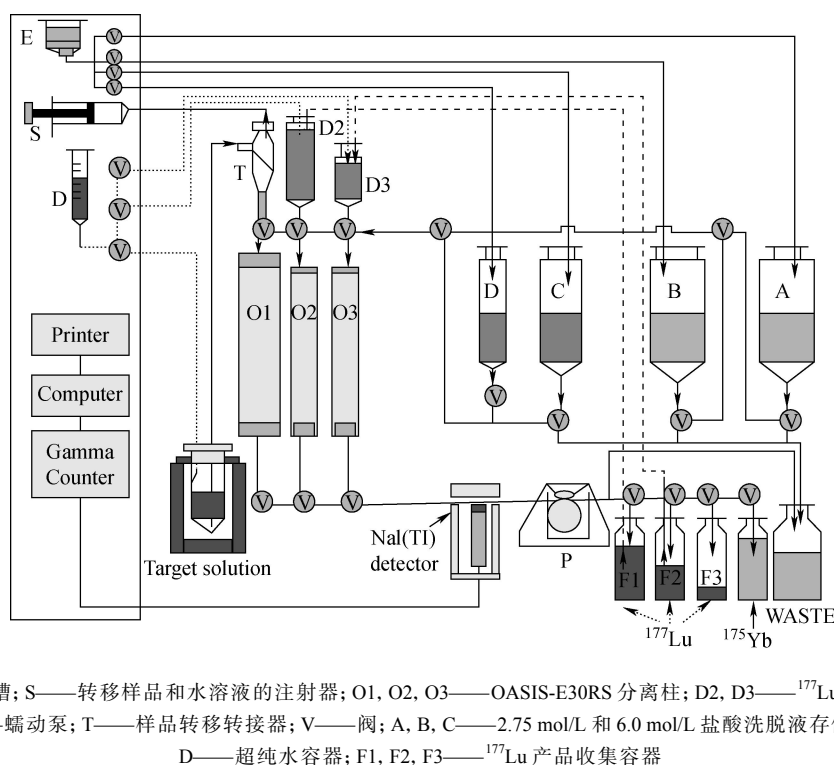 V
E
V
V
V
S
D2
T
D3
D
V
V
V
V
V
V
V
V
D
C
B
A
O1
O2
O3
Printer
Computer
Gamma
Counter
V
V
V
V
V
V
V
NaI(TI)
detector
V
V
V
V
Target solution
P
F1
F2
F3
WASTE
177Lu
175Yb
槽; S——转移样品和水溶液的注射器; O1, O2, O3——OASIS-E30RS 分离柱; D2, D3——177Lu
蠕动泵; T——样品转移转接器; V——阀; A, B, C——2.75 mol/L 和 6.0 mol/L 盐酸洗脱液存
D——超纯水容器; F1, F2, F3——177Lu 产品收集容器